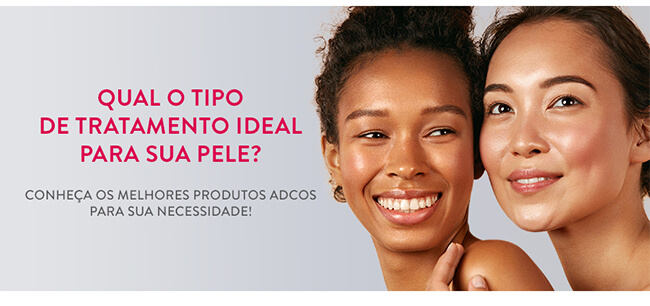 QUAL O TIPO
DE TRATAMENTO IDEAL
PARA SUA PELE?
CONHEÇA OS MELHORES PRODUTOS ADCOS
PARA SUA NECESSIDADE!